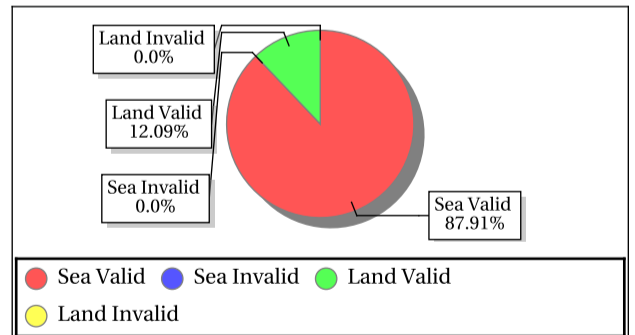 Land Invalid
0.0%
Land Valid
12.09%
Sea Invalid
0.0%
Sea Valid
87.91%
Sea Valid Sea Invalid Land Valid
Land Invalid